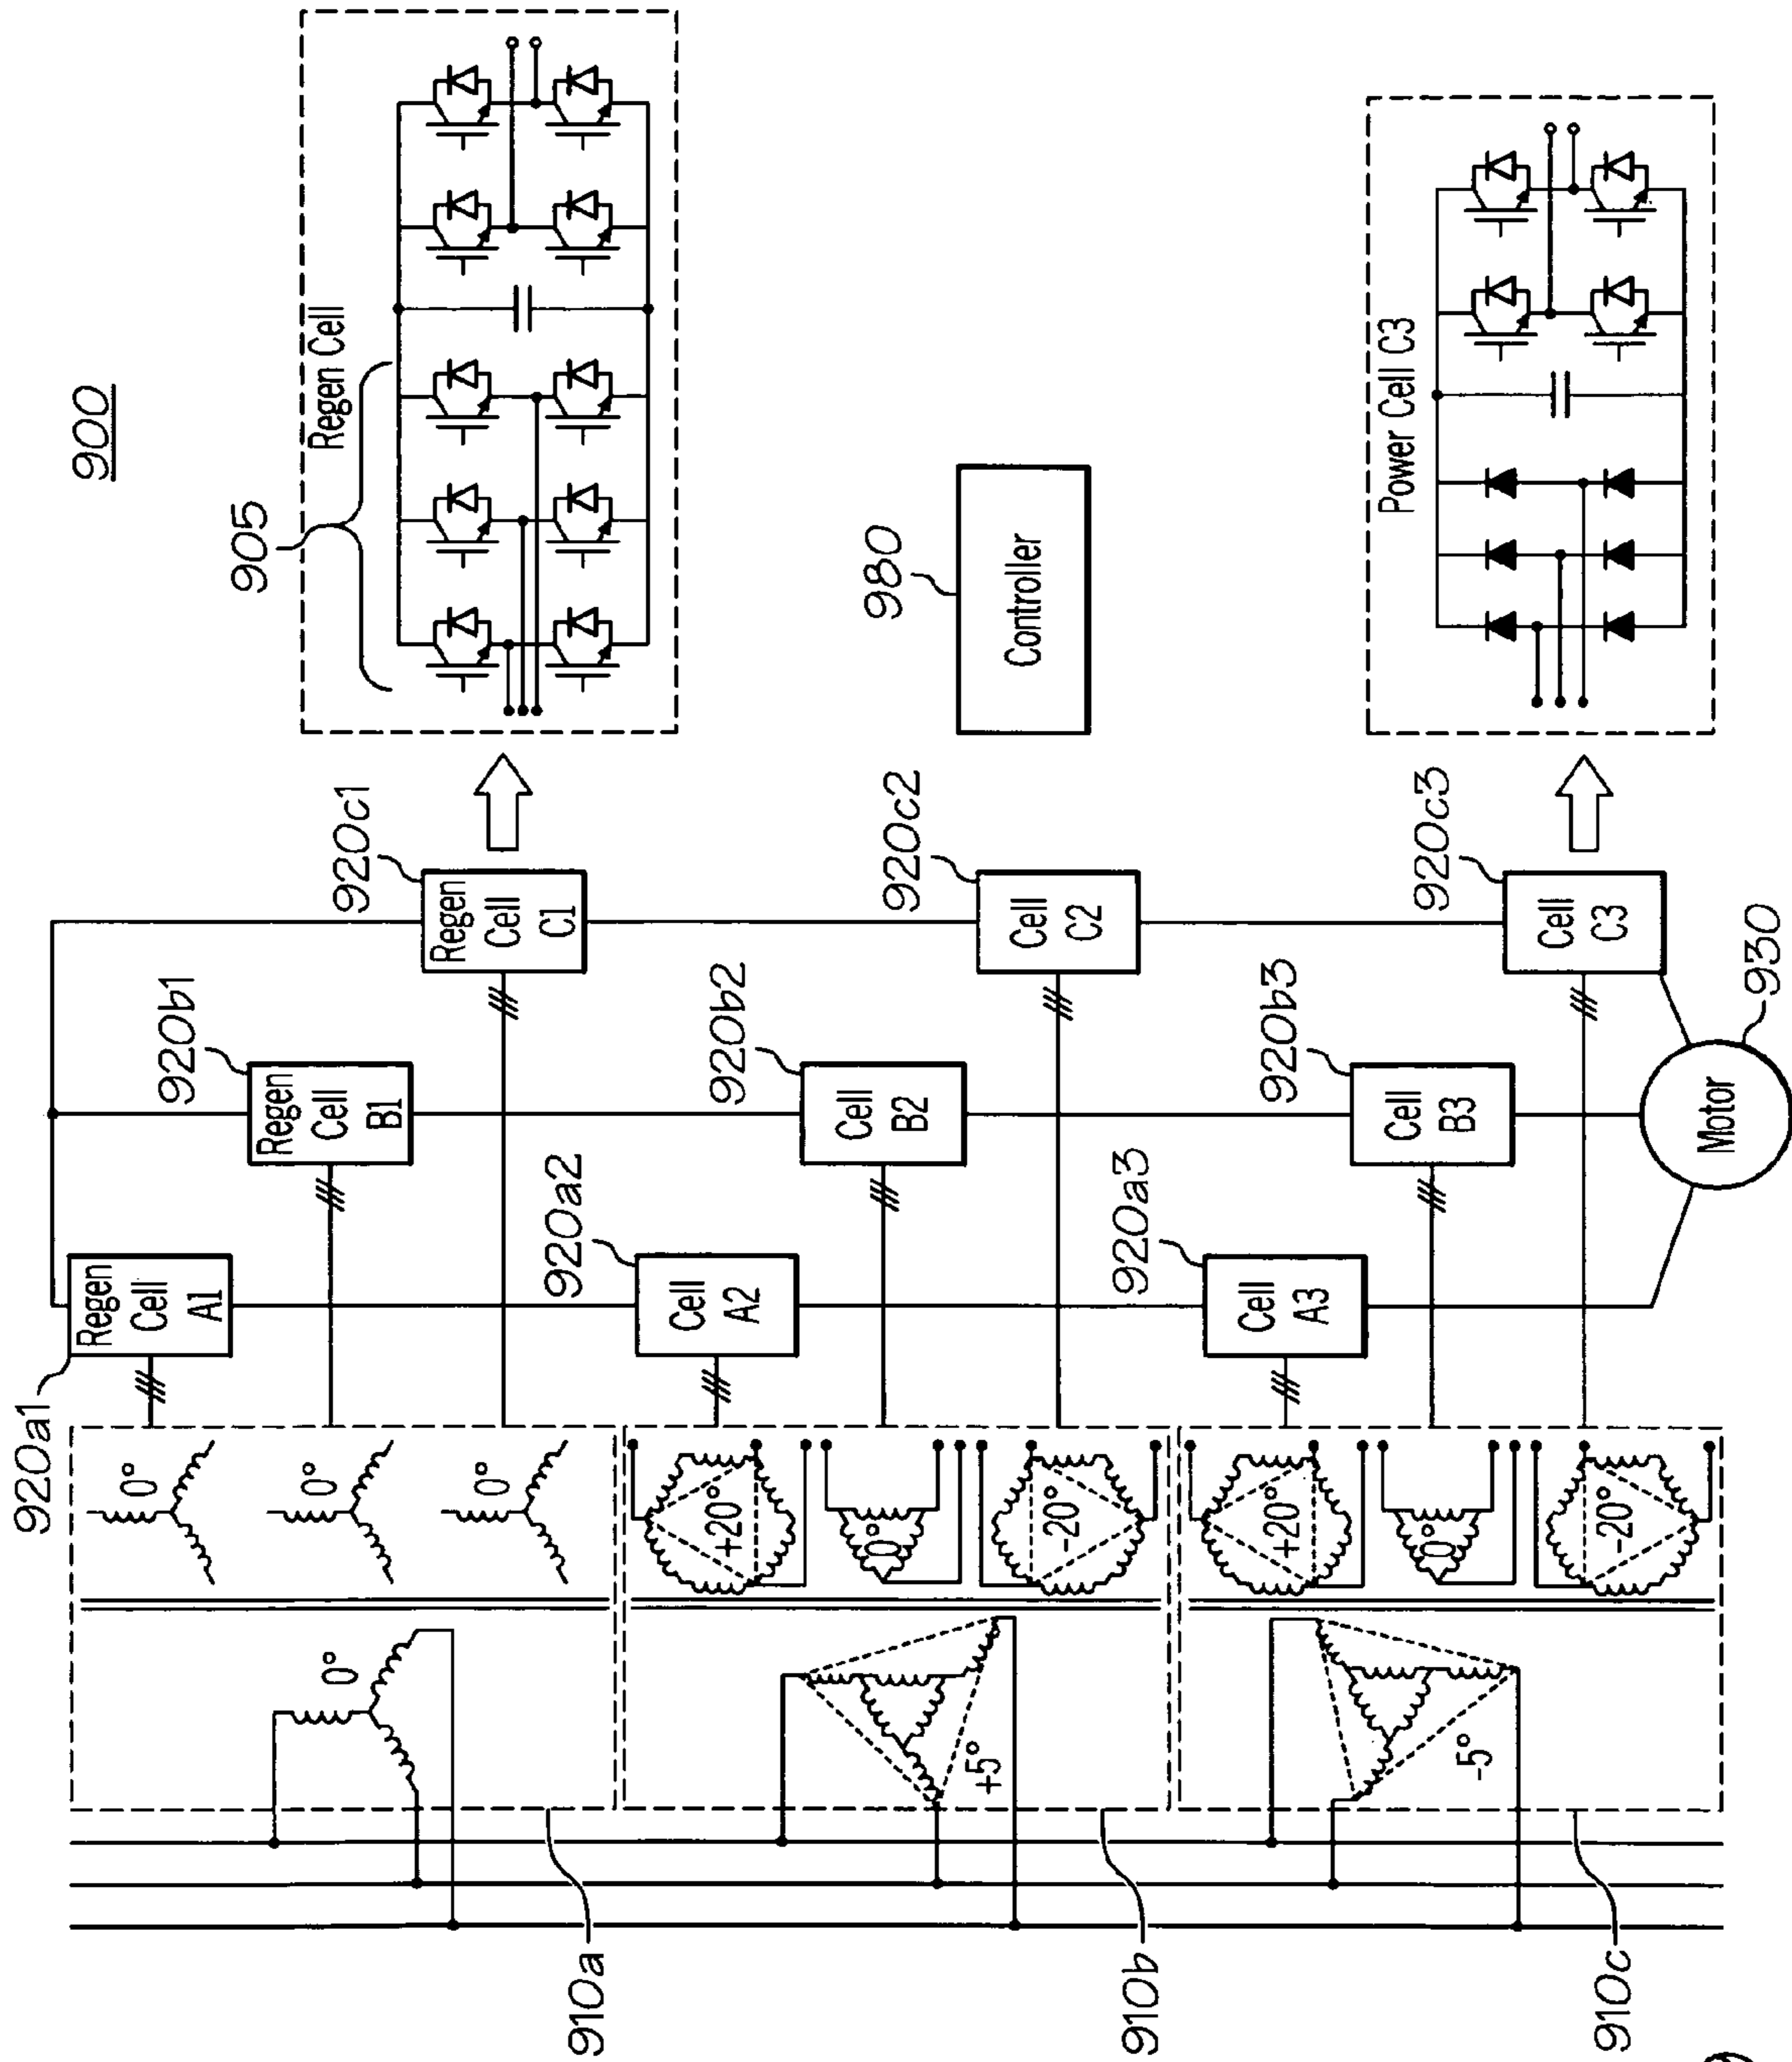 900
920a1
Regen
Cell
A1
920b1
Regen
Cell
B1
920c1
Regen
Cell
C1
905
Regen Cell
0°
0°
0°
0°
910a
920a2
Cell
A2
920b2
Cell
B2
920c2
Cell
C2
980
Controller
+20°
0°
-20°
+5°
910b
920a3
Cell
A3
920b3
Cell
B3
920c3
Cell
C3
Power Cell C3
+20°
0°
-20°
-5°
910c
Motor
930